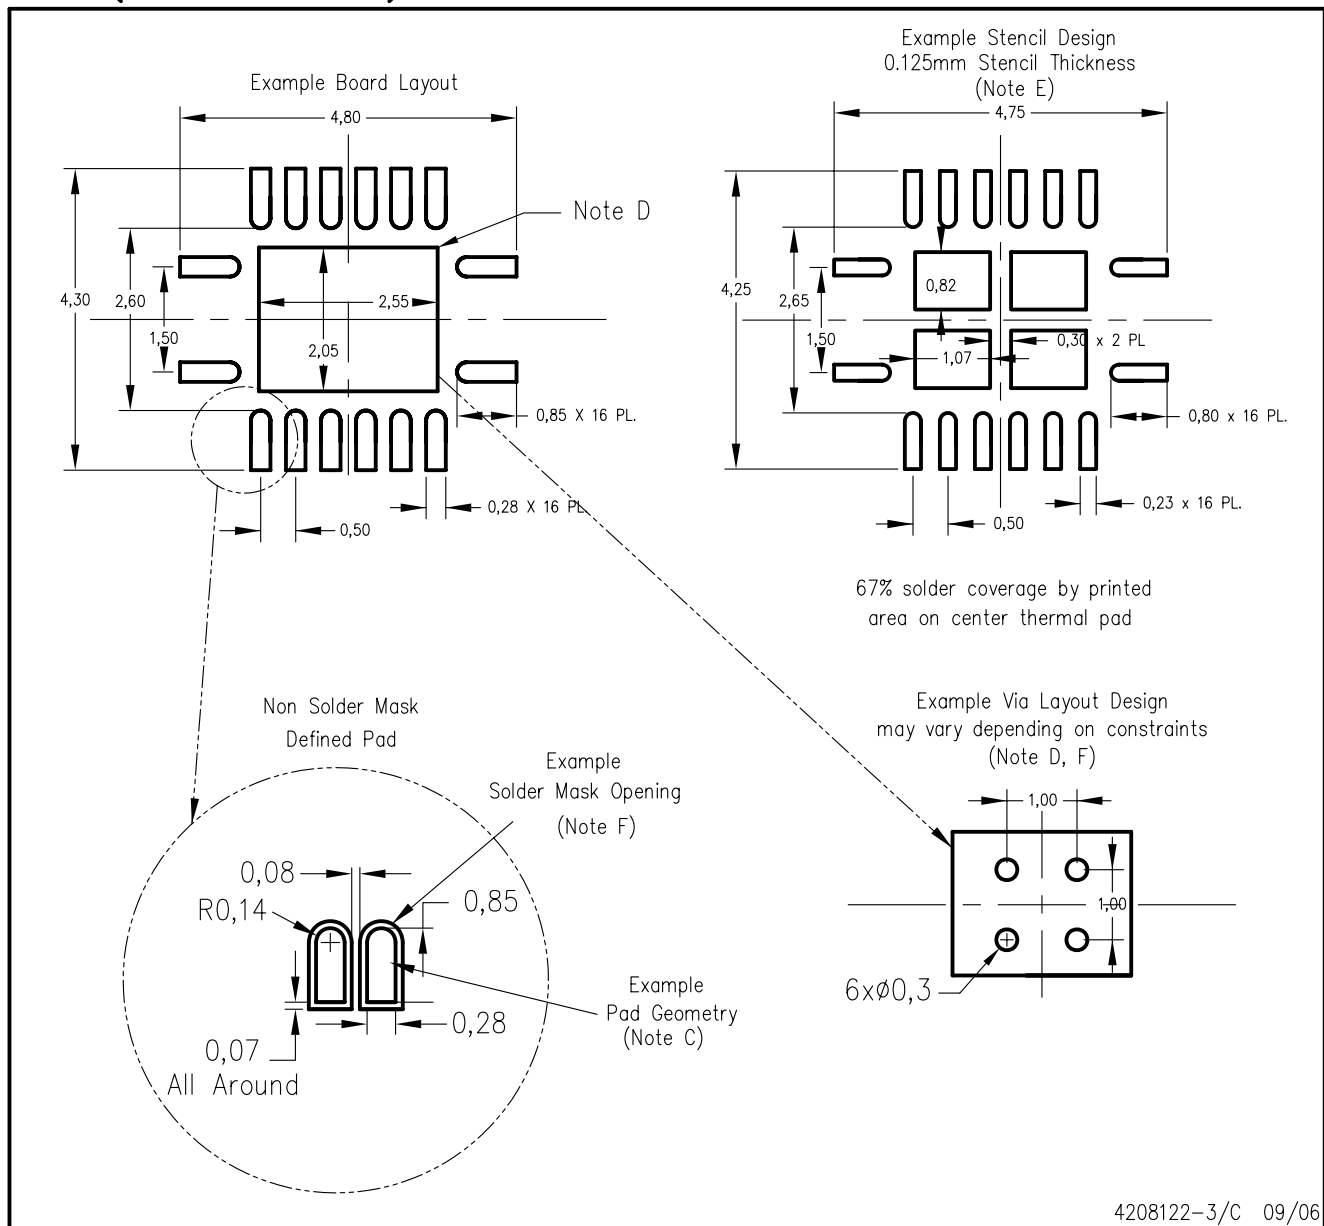 Example Board Layout
4,80
Note D
4,30
2,60
1,50
2,55
2,05
0,85 X 16 PL.
0,28 X 16 PL
0,50
Example Stencil Design
0.125mm Stencil Thickness
(Note E)
4,75
4,25
2,65
1,50
0,82
1,07
0,30 x 2 PL
0,80 x 16 PL.
0,23 x 16 PL.
0,50
67% solder coverage by printed
area on center thermal pad
Non Solder Mask
Defined Pad
Example
Solder Mask Opening
(Note F)
0,08
R0,14
0,85
Example
Pad Geometry
(Note C)
0,28
0,07
All Around
Example Via Layout Design
may vary depending on constraints
(Note D, F)
1,00
1,00
6xø0,3
4208122-3/C 09/06